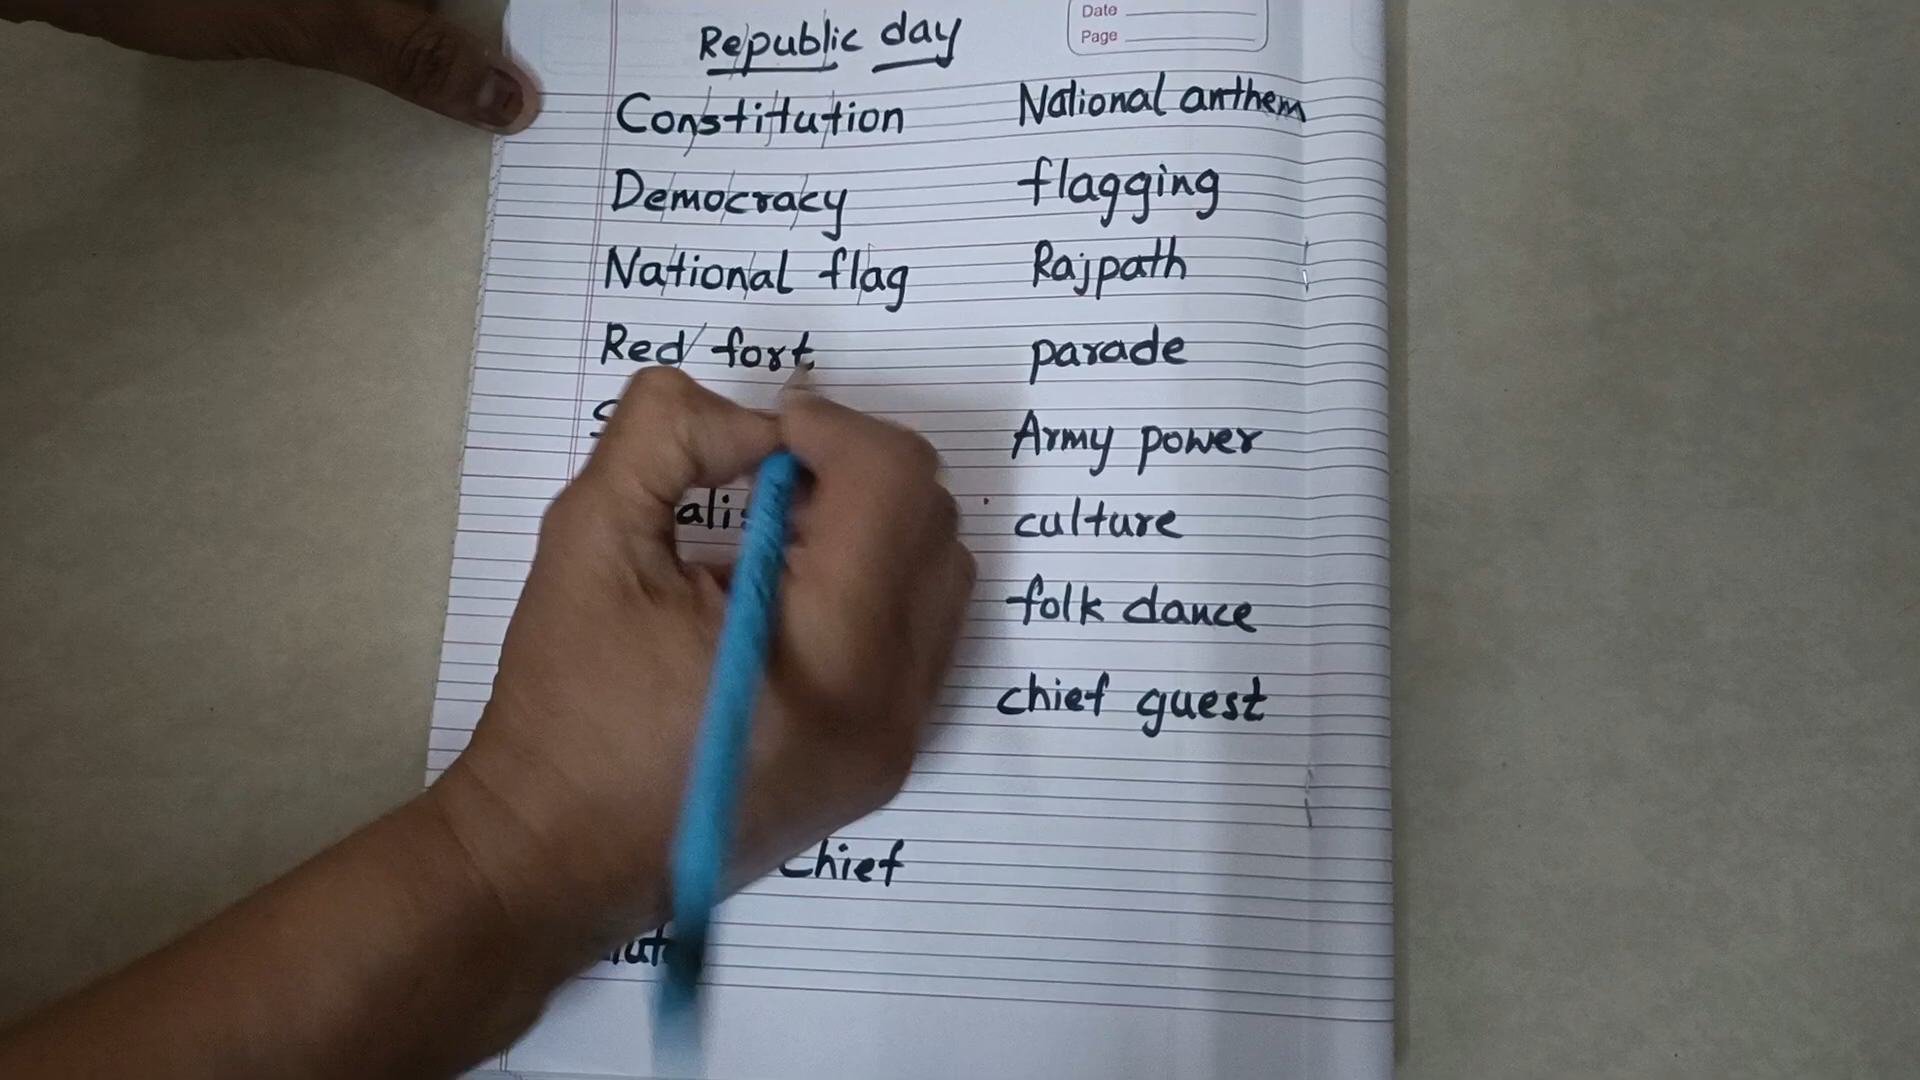 Date
Page
Republic day
Constitution
Democracy
National flag
Red fort
Chief
National anthem
flagging
Rajpath
parade
Army power
culture
folk dance
chief guest